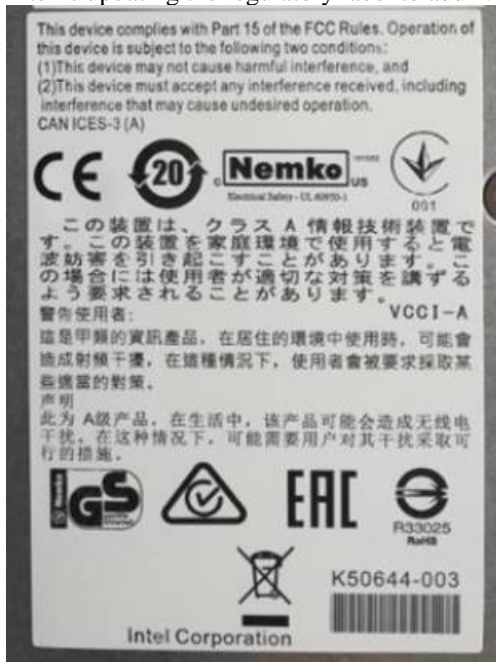 This device complies with Part 15 of the FCC Rules. Operation of
this device is subject to the following two conditions:
(1)This device may not cause harmful interference, and
(2)This device must accept any interference received, including
interference that may cause undesired operation.
CAN ICES-3 (A)
CE
20
C Nemko US
Electrical Safety - UL 60950-1
001
この装置は、クラス A 情報技術装置で
す。この装置を家庭環境で使用すると電
波妨害を引き起こすことがあります。こ
の場合には使用者が適切な対策を講ずる
よう要求されることがあります。
VCCI-A
警告使用者:
這是甲類的資訊產品，在居住的環境中使用時，可能會
造成射頻干擾，在這種情況下，使用者會被要求採取某
些適當的對策。
声明
此为 A级产品，在生活中，该产品可能会造成无线电
干扰。在这种情况下，可能需要用户对其干扰采取可
行的措施。
Nemko GS
EAC
R33025
RoHS
K50644-003
Intel Corporation